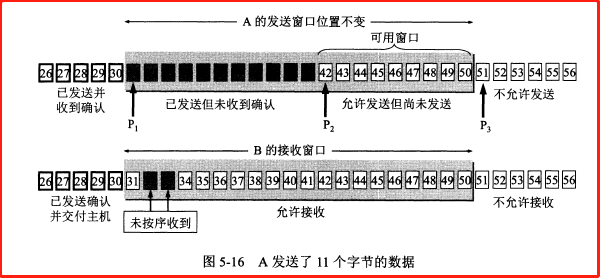 A 的发送窗口位置不变
可用窗口
26 27 28 29 30 42 43 44 45 46 47 48 49 50 51 52 53 54 55 56
已发送并
收到确认
已发送但未收到确认
允许发送但尚未发送
不允许发送
P1
P2
P3
B 的接收窗口
26 27 28 29 30 31 34 35 36 37 38 39 40 41 42 43 44 45 46 47 48 49 50 51 52 53 54 55 56
已发送确认
并交付主机
未按序收到
允许接收
不允许接收
图 5-16 A 发送了 11 个字节的数据